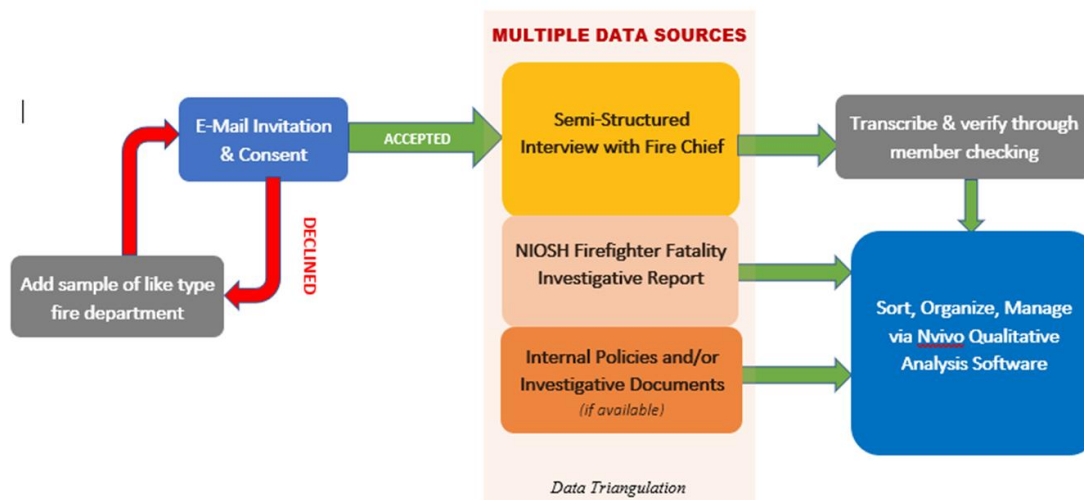 MULTIPLE DATA SOURCES
E-Mail Invitation
& Consent
ACCEPTED
DECLINED
Add sample of like type
fire department
Semi-Structured
Interview with Fire Chief
NIOSH Firefighter Fatality
Investigative Report
Internal Policies and/or
Investigative Documents
(if available)
Data Triangulation
Transcribe & verify through
member checking
Sort, Organize, Manage
via Nvivo Qualitative
Analysis Software